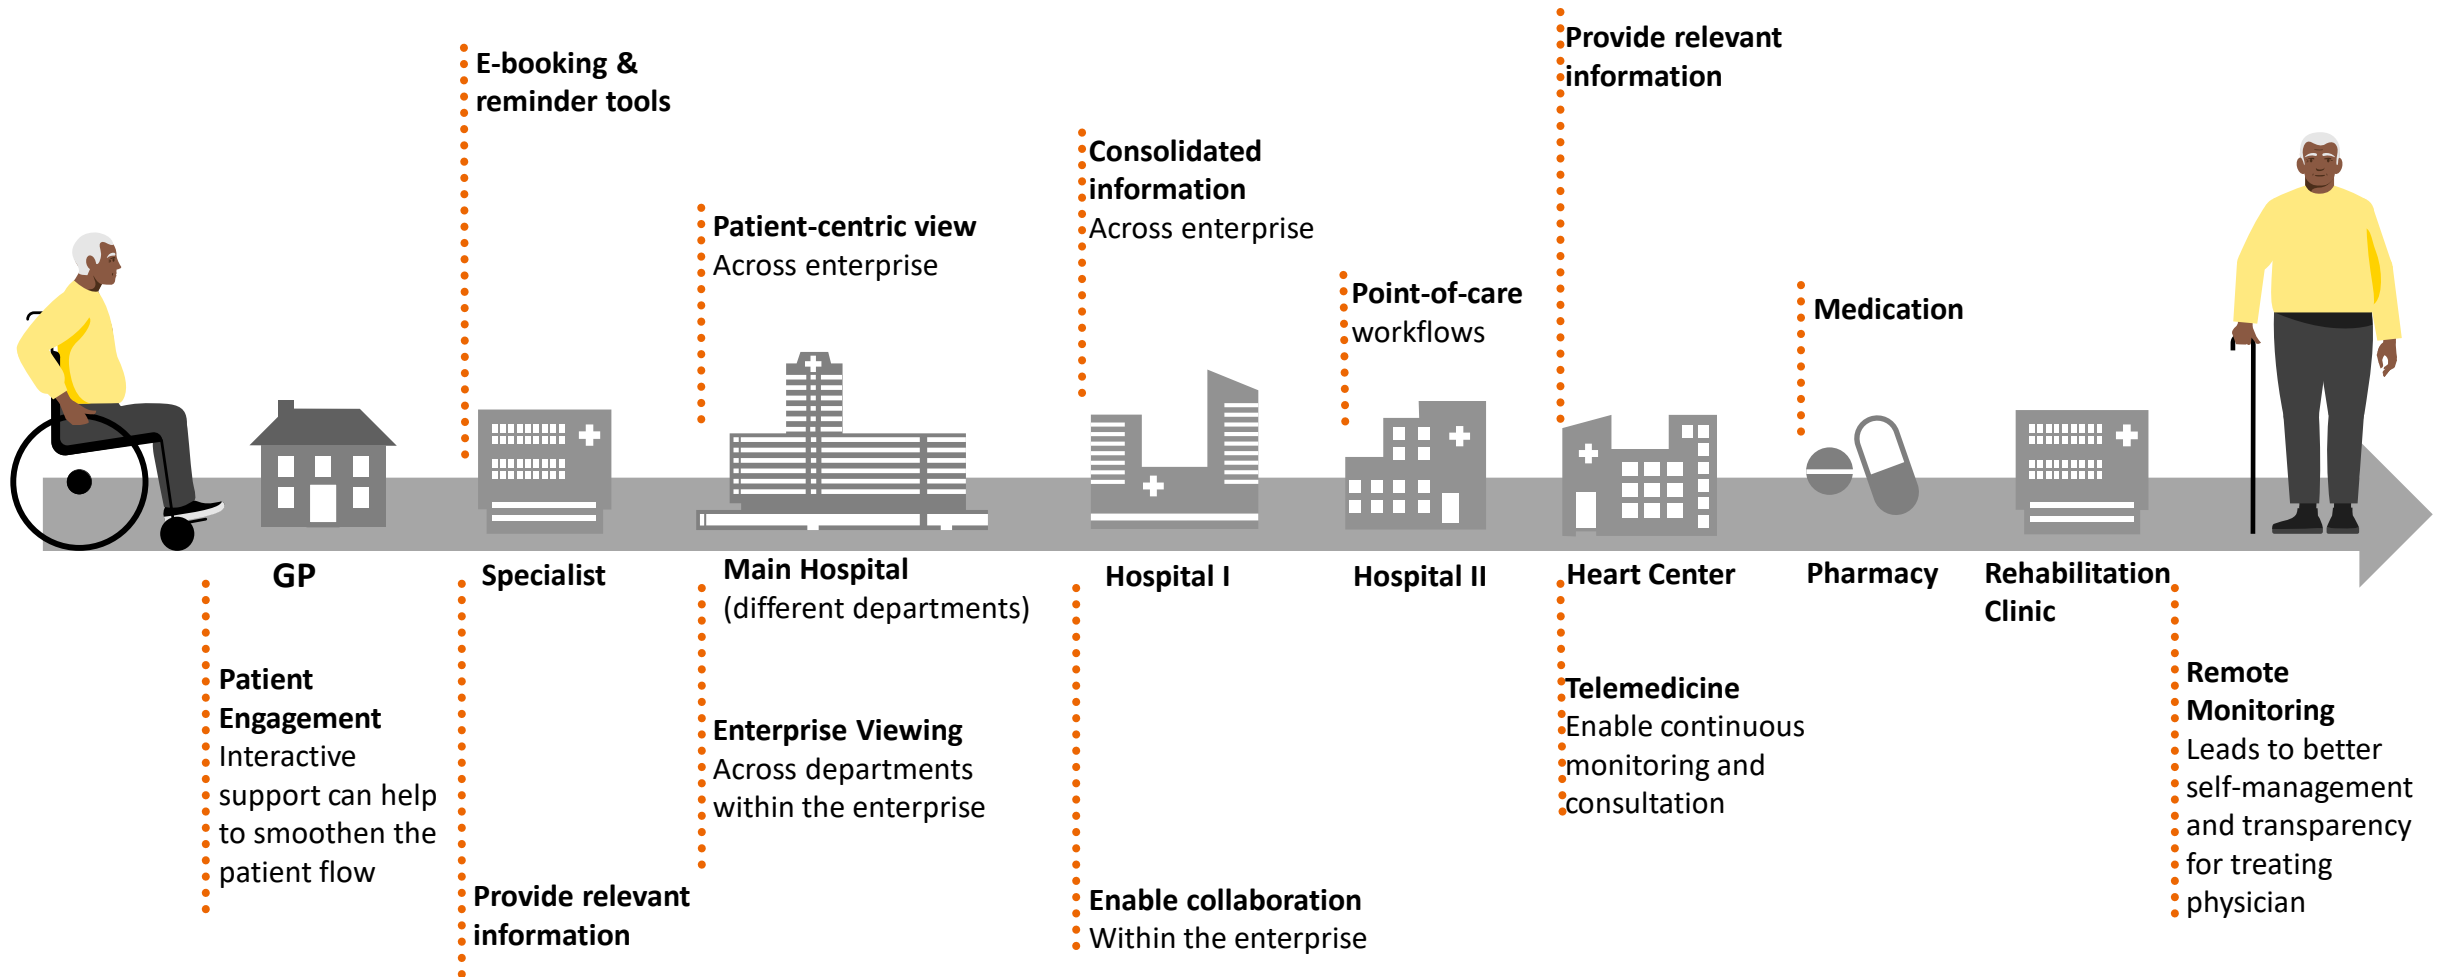 E-booking &
reminder tools
Patient-centric view
Across enterprise
Consolidated
information
Across enterprise
Point-of-care
workflows
Provide relevant
information
Medication
GP
Specialist
Main Hospital
(different departments)
Hospital I
Hospital II
Heart Center
Pharmacy
Rehabilitation
Clinic
Patient
Engagement
Interactive
support can help
to smoothen the
patient flow
Provide relevant
information
Enterprise Viewing
Across departments
within the enterprise
Enable collaboration
Within the enterprise
Telemedicine
Enable continuous
monitoring and
consultation
Remote
Monitoring
Leads to better
self-management
and transparency
for treating
physician